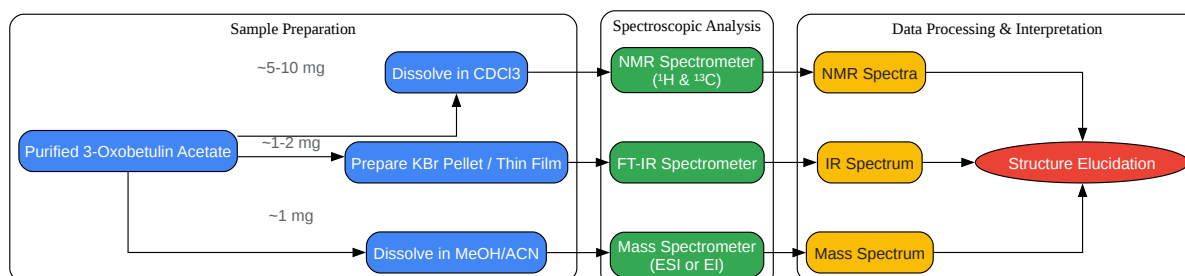 Sample Preparation
Spectroscopic Analysis
Data Processing & Interpretation
~5-10 mg
Dissolve in CDCl3
NMR Spectrometer
(¹H & ¹³C)
NMR Spectra
Purified 3-Oxobetulin Acetate
~1-2 mg
Prepare KBr Pellet / Thin Film
FT-IR Spectrometer
IR Spectrum
Structure Elucidation
~1 mg
Dissolve in MeOH/ACN
Mass Spectrometer
(ESI or EI)
Mass Spectrum